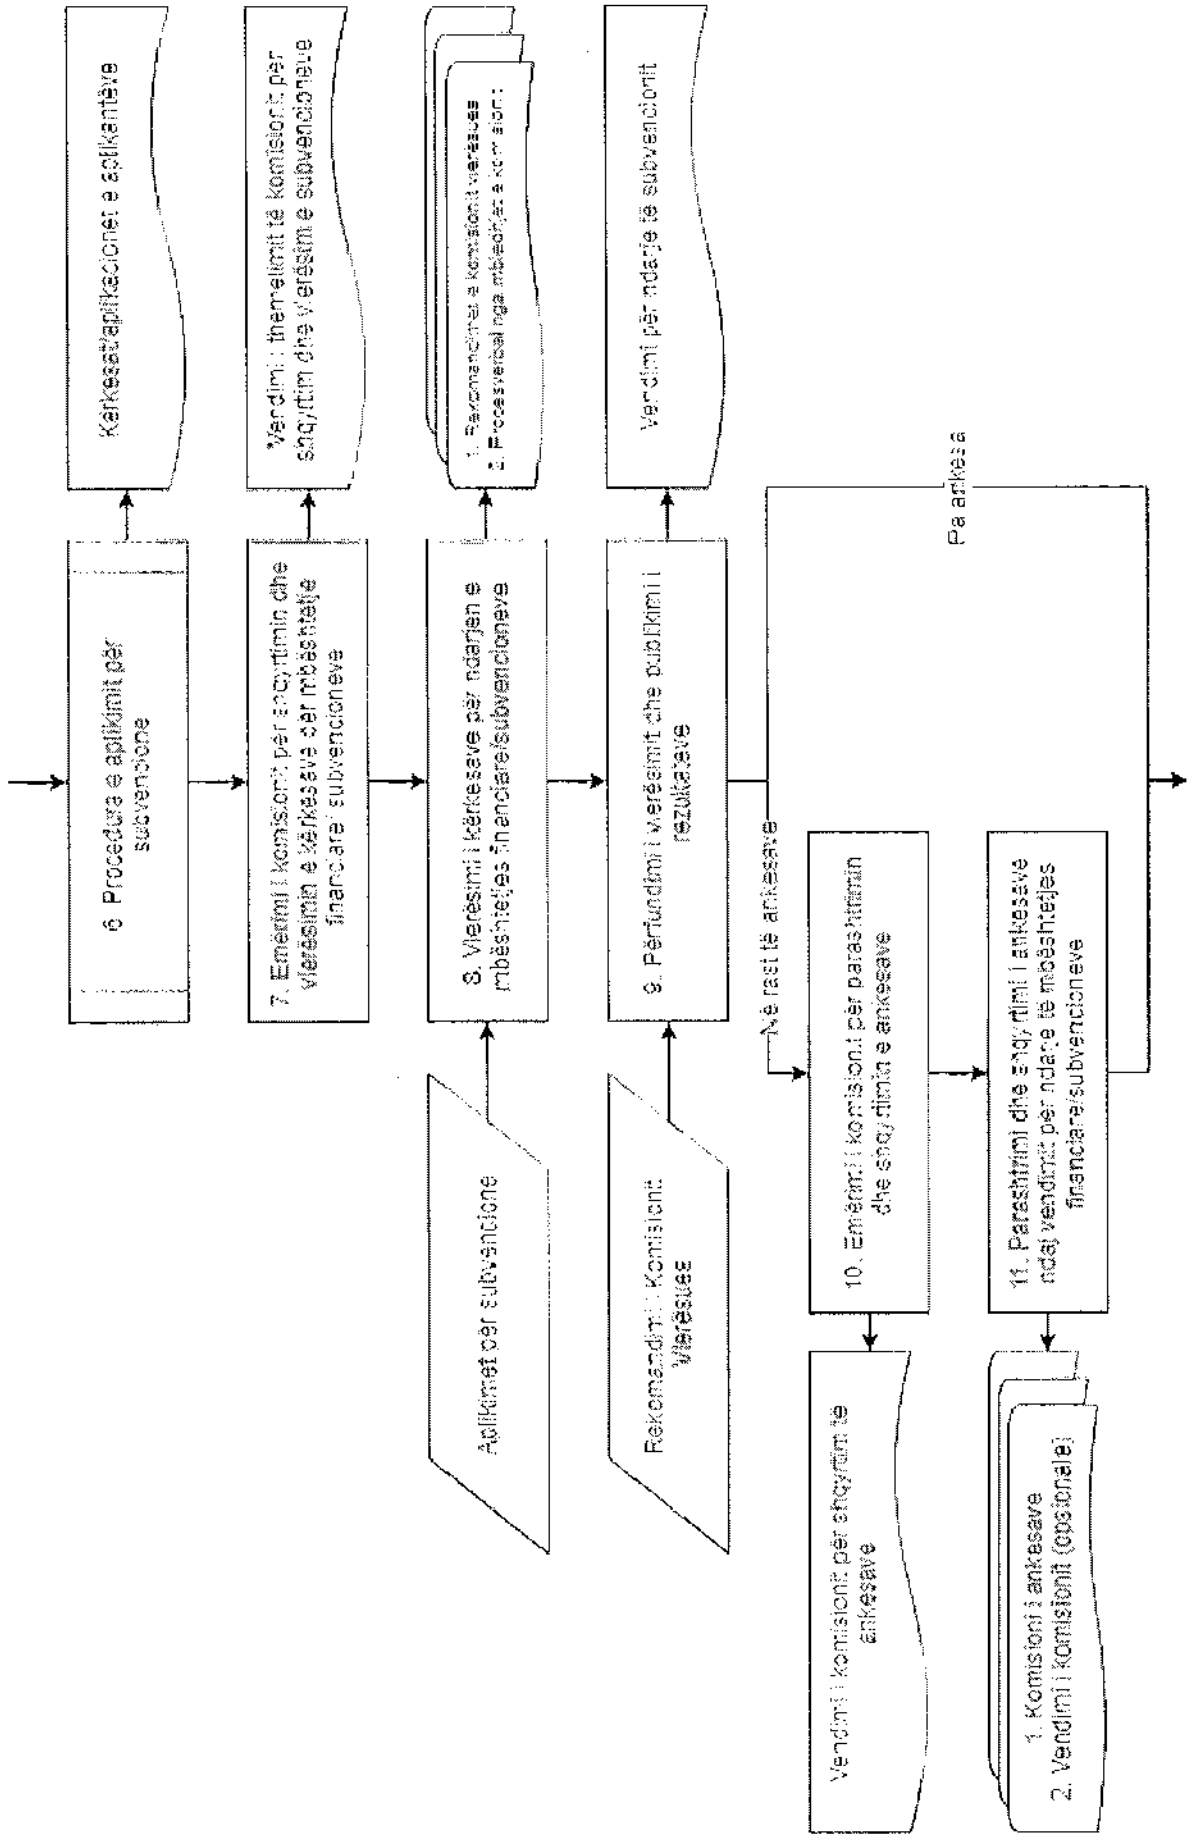 Kërkesat/aplikacionet e aplikantëve
6 Procedura e aplikimit për
subvencione
Vendimi i themelimit të komisionit për
shqyrtim dhe vlerësim e subvencioneve
7. Emërimi i komisionit për shqyrtimin dhe
vlerësimin e kërkesave për mbështetje
financiare/ subvencioneve
1. Rekomandimet e komisionit vlerësues
2. Procesverbal nga mbledhjet e komisionit
8. Vlerësimi i kërkesave për ndarjen e
mbështetjes financiare/subvencioneve
Aplikimet për subvencione
Vendimi për ndarje të subvencionit
9. Përfundimi i vlerësimit dhe publikimi i
rezultateve
Rekomandimi i Komisionit
Vlerësues
Pa ankesa
Në rast të ankesave
10. Emërimi i komisionit për parashtrimin
dhe shqyrtimin e ankesave
Vendimi i komisionit për shqyrtim të
ankesave
11. Parashtrimi dhe shqyrtimi i ankesave
ndaj vendimit për ndarje të mbështetjes
financiare/subvencioneve
1. Komisioni i ankesave
2. Vendimi i komisionit (opsionale)